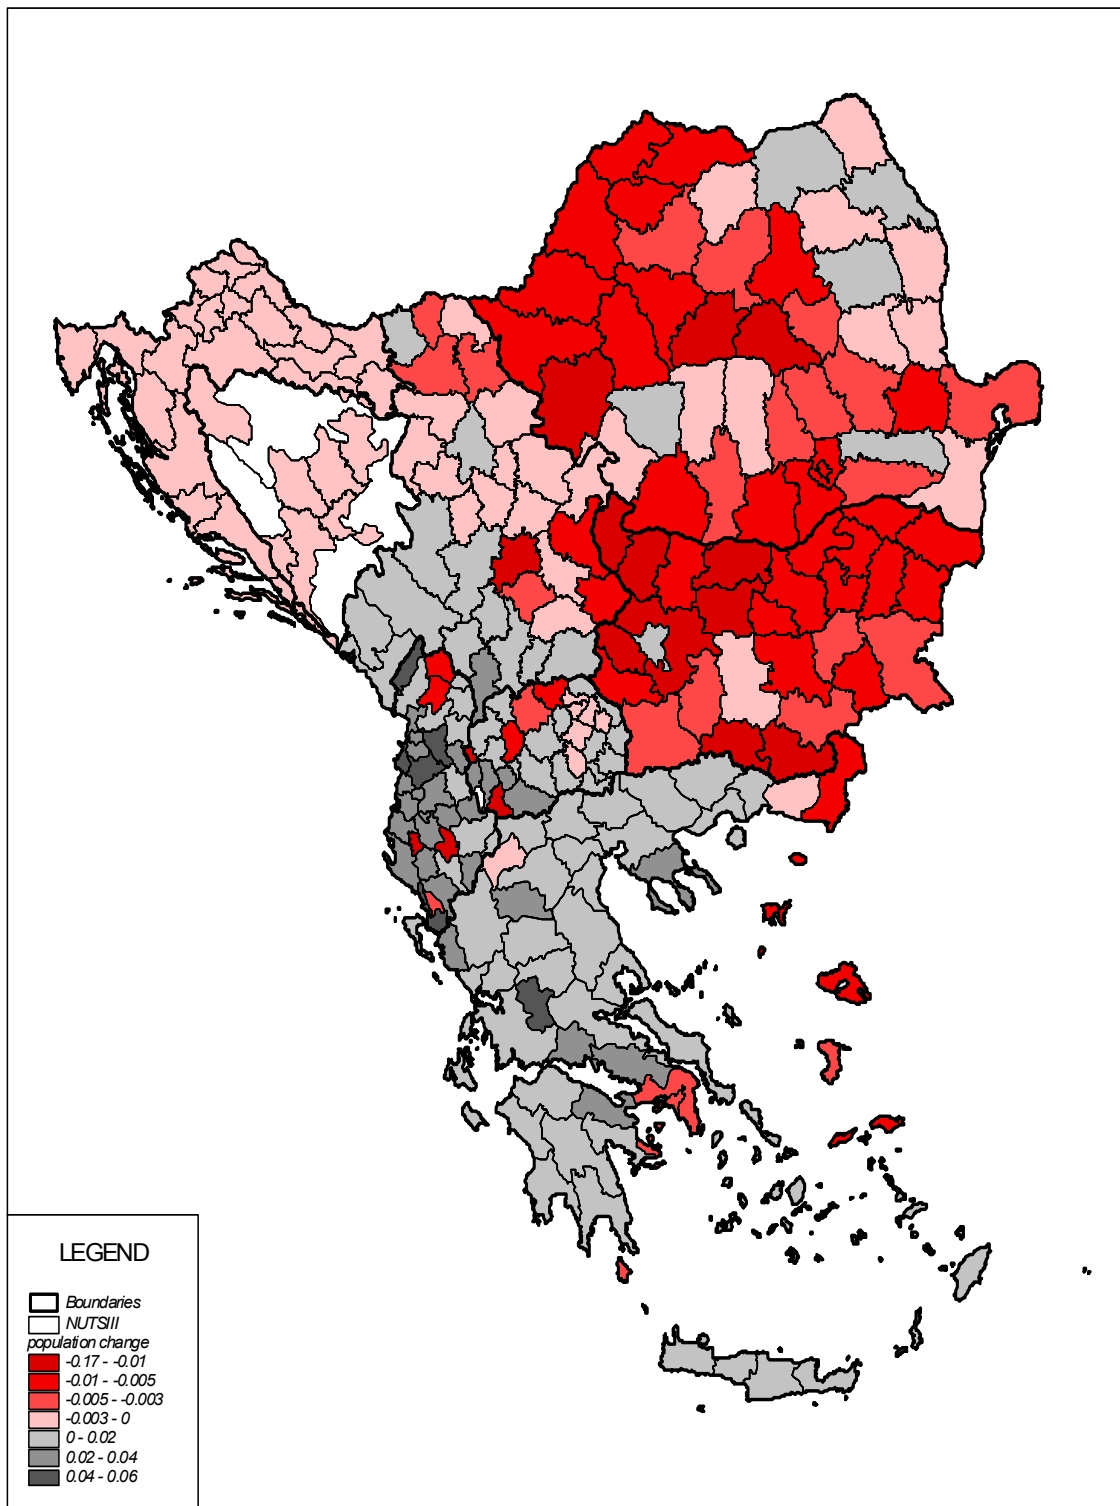 LEGEND
Boundaries
NUTSIII
population change
-0.17 - -0.01
-0.01 - -0.005
-0.005 - -0.003
-0.003 - 0
0 - 0.02
0.02 - 0.04
0.04 - 0.06